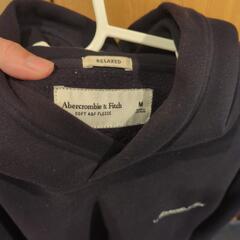 RELAXED
Abercrombie & Fitch
SOFT A&F FLEECE
M